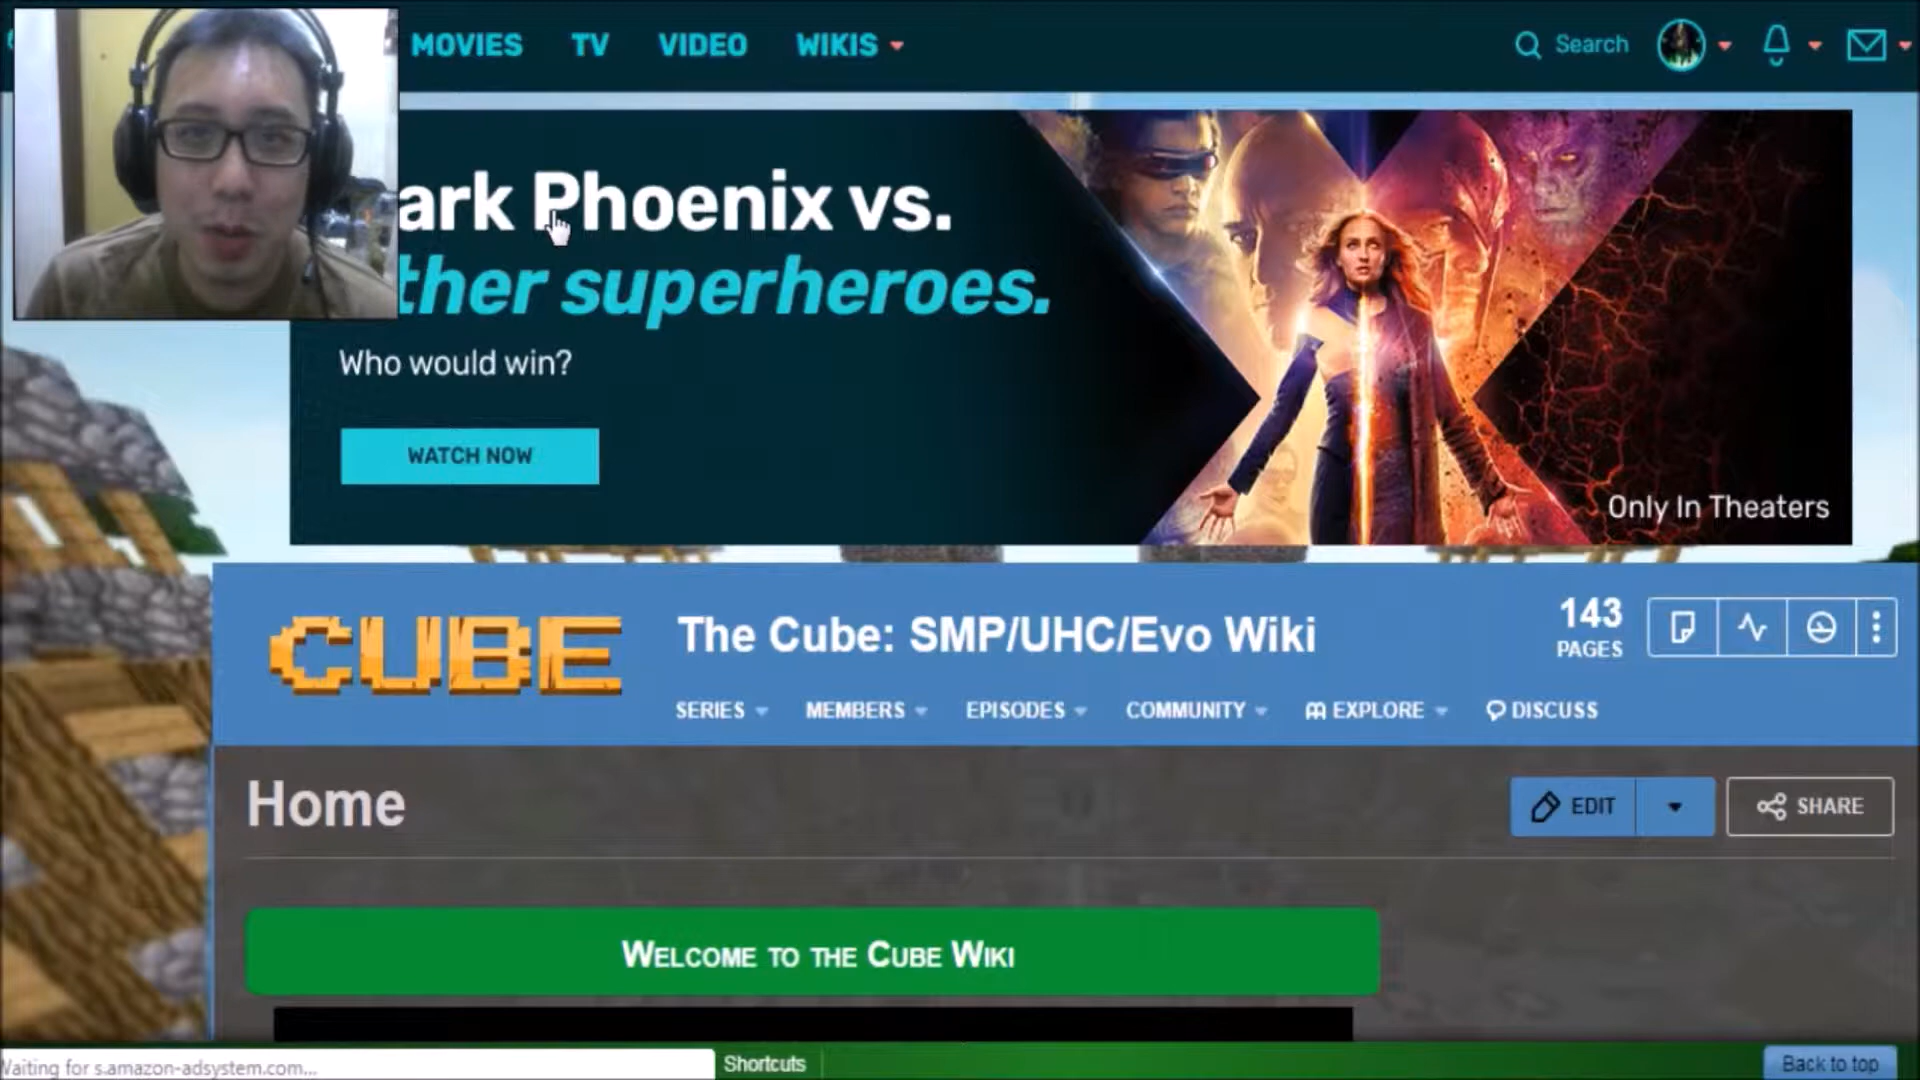 MOVIES TV VIDEO WIKIS Search
ark Phoenix vs.
ther superheroes.
Who would win?
WATCH NOW
Only In Theaters
CUBE The Cube: SMP/UHC/Evo Wiki 143
PAGES
SERIES MEMBERS EPISODES COMMUNITY EXPLORE DISCUSS
Home EDIT SHARE
WELCOME TO THE CUBE WIKI
Waiting for s.amazon-adsystem.com... Shortcuts Back to top